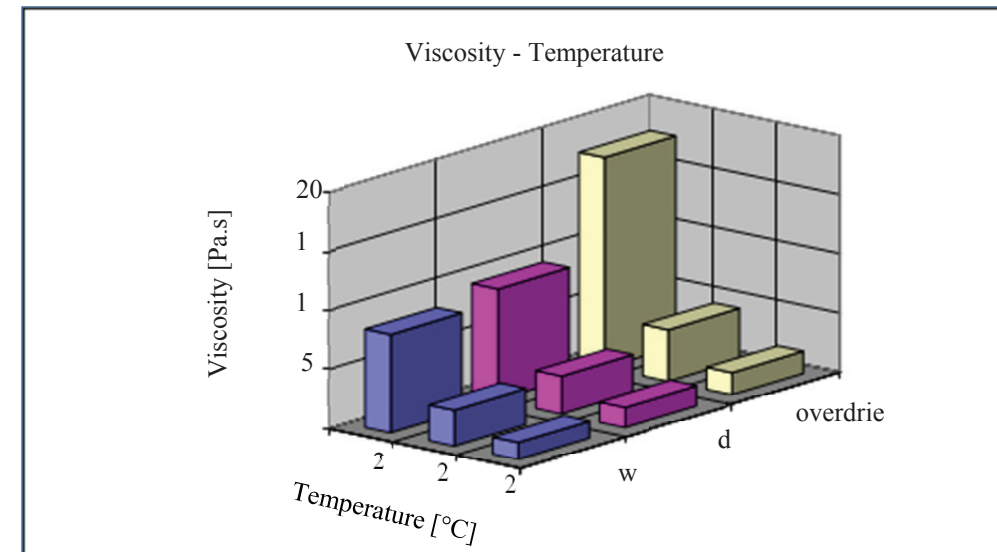 Viscosity - Temperature
20
1
1
5
Viscosity [Pa.s]
2
2
2
Temperature [°C]
w
d
overdrie